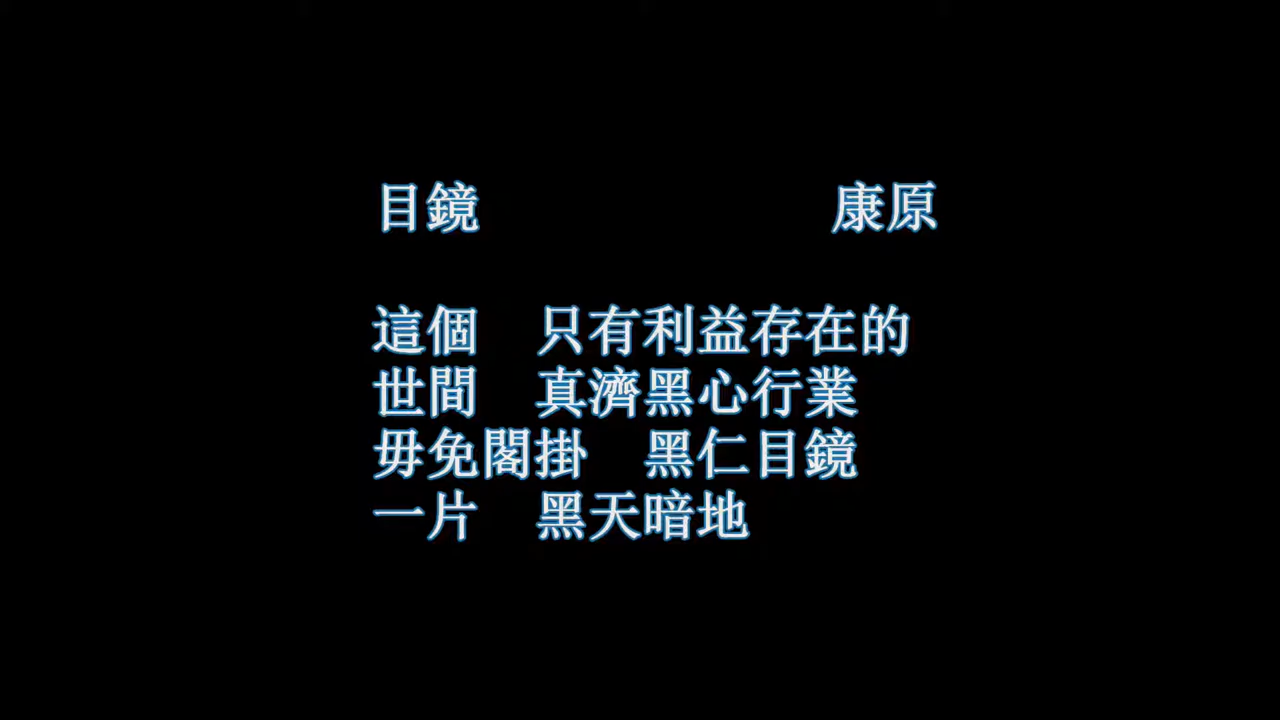 目鏡　　　　　　　康原
這個　只有利益存在的
世間　真濟黑心行業
毋免閣掛　黑仁目鏡
一片　黑天暗地